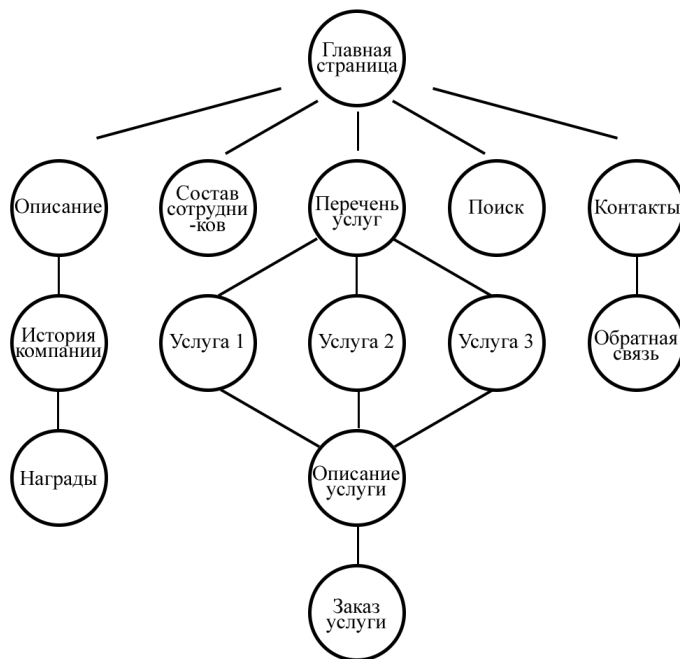 Главная
страница
Описание
Состав
сотрудни
-ков
Перечень
услуг
Поиск
Контакты
История
компании
Услуга 1
Услуга 2
Услуга 3
Обратная
связь
Награды
Описание
услуги
Заказ
услуги